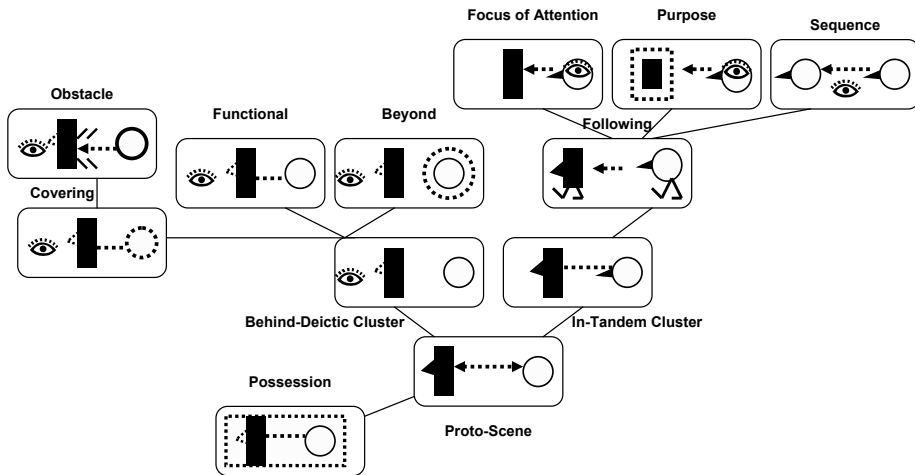 Focus of Attention
Purpose
Sequence
Obstacle
Functional
Beyond
Following
Covering
Behind-Deictic Cluster
In-Tandem Cluster
Possession
Proto-Scene